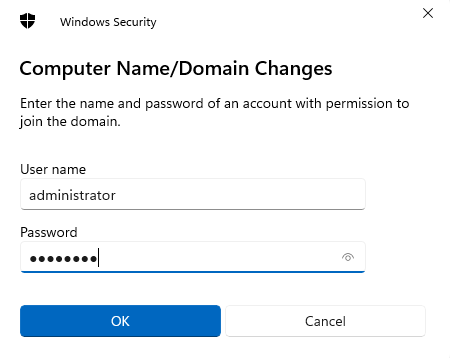 Windows Security
Computer Name/Domain Changes
Enter the name and password of an account with permission to
join the domain.
User name
administrator
Password
●●●●●●●●
OK
Cancel